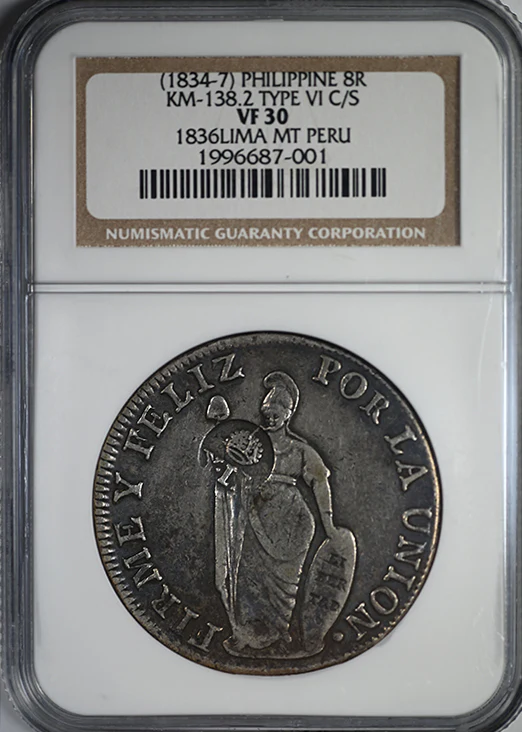 (1834-7) PHILIPPINE 8R
KM-138.2 TYPE VI C/S
VF 30
1836LIMA MT PERU
1996687-001
NUMISMATIC GUARANTY CORPORATION
FIRME Y FELIZ POR LA UNION